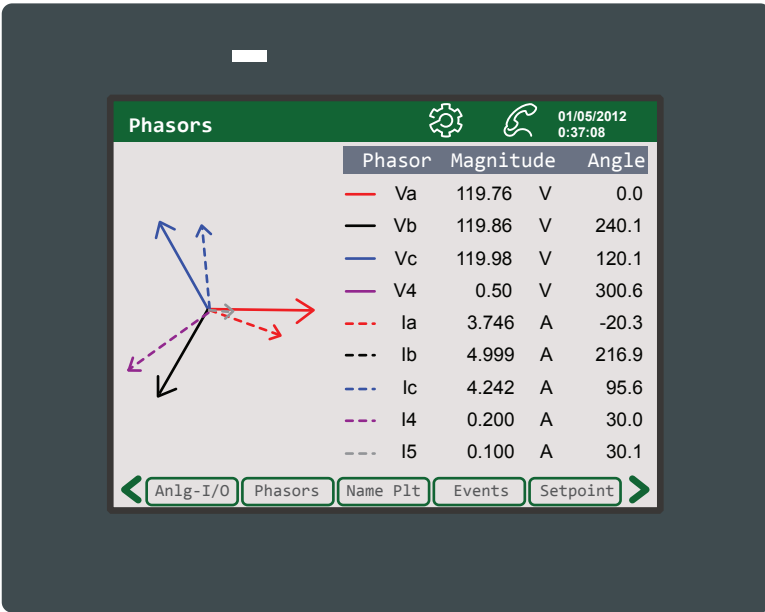 Phasors 01/05/2012
0:37:08
Phasor Magnitude Angle
Va 119.76 V 0.0
Vb 119.86 V 240.1
Vc 119.98 V 120.1
V4 0.50 V 300.6
Ia 3.746 A -20.3
Ib 4.999 A 216.9
Ic 4.242 A 95.6
I4 0.200 A 30.0
I5 0.100 A 30.1
Anlg-I/O Phasors Name Plt Events Setpoint